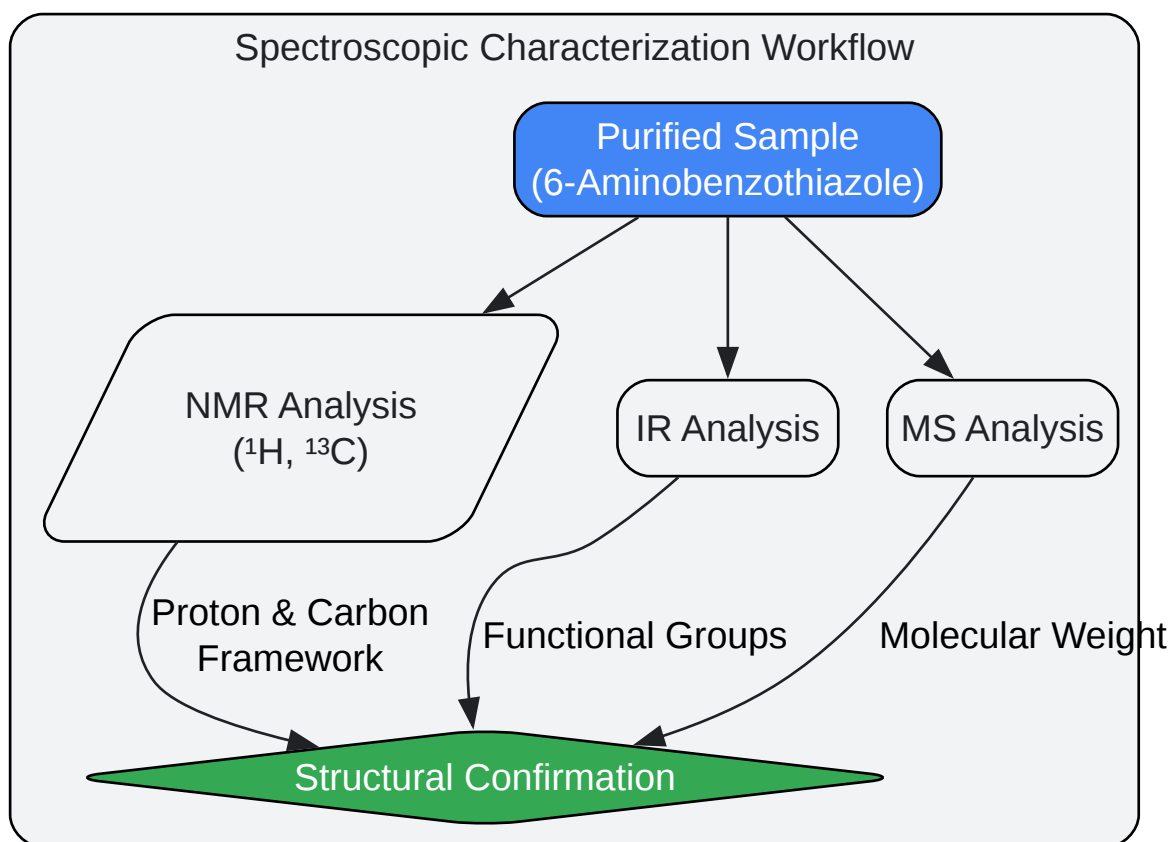 Spectroscopic Characterization Workflow
Purified Sample
(6-Aminobenzothiazole)
NMR Analysis
(¹H, ¹³C)
IR Analysis
MS Analysis
Proton & Carbon
Framework
Functional Groups
Molecular Weight
Structural Confirmation